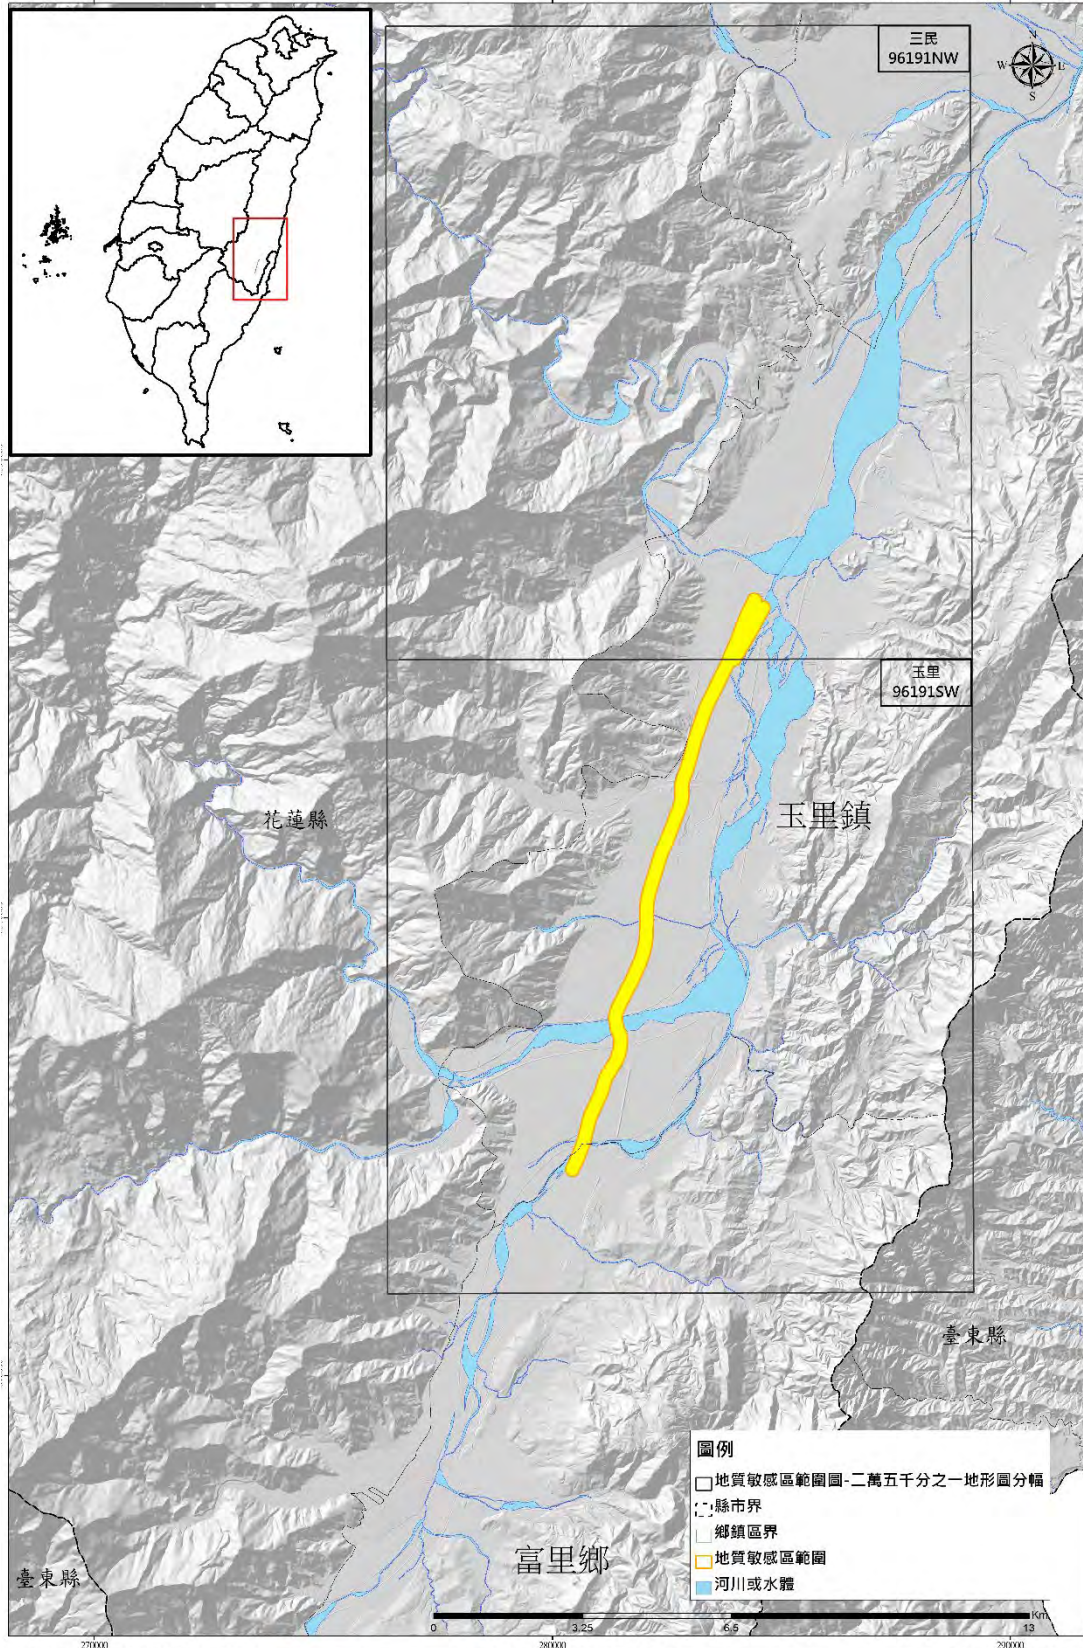 三民
96191NW
N
W
E
S
玉里
96191SW
玉里鎮
花蓮縣
臺東縣
圖例
地質敏感區範圍圖-二萬五千分之一地形圖分幅
縣市界
鄉鎮區界
地質敏感區範圍
河川或水體
富里鄉
臺東縣
Km
0
3.25
6.5
13
270000
280000
290000